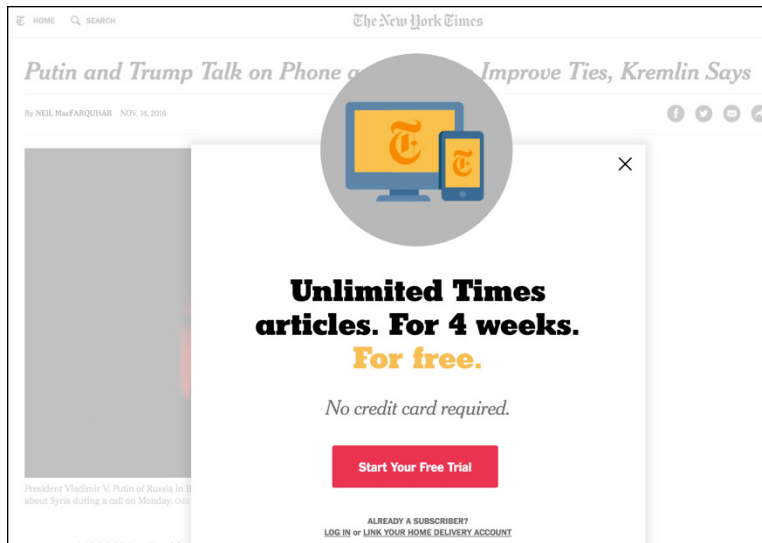 HOME SEARCH The New York Times
Putin and Trump Talk on Phone Improve Ties, Kremlin Says
By NEIL MacFARQUHAR NOV. 14, 2016
Unlimited Times
articles. For 4 weeks.
For free.
No credit card required.
Start Your Free Trial
President Vladimir V. Putin of Russia in
about Syria during a call on Monday.
ALREADY A SUBSCRIBER?
LOG IN or LINK YOUR HOME DELIVERY ACCOUNT